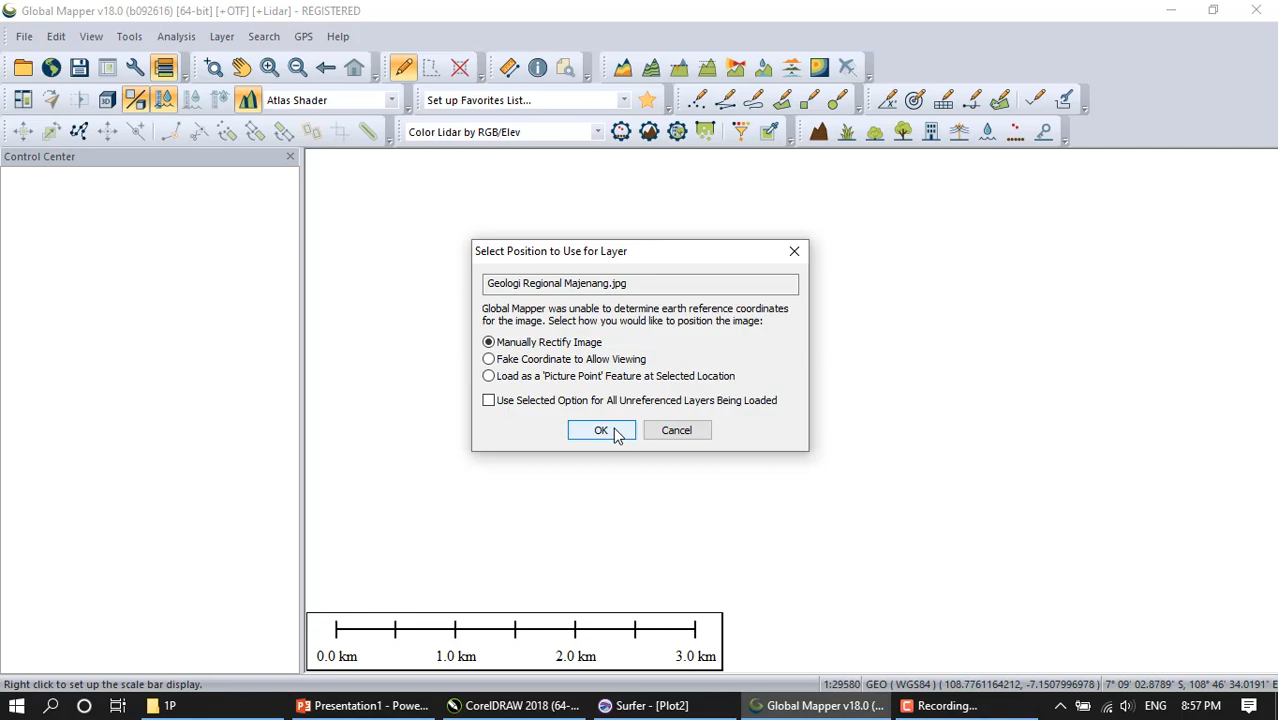 Global Mapper v18.0 (b092616) [64-bit] [+OTF] [+Lidar] - REGISTERED
File Edit View Tools Analysis Layer Search GPS Help
Atlas Shader
Set up Favorites List...
Color Lidar by RGB/Elev
Control Center
Select Position to Use for Layer
Geologi Regional Majenang.jpg
Global Mapper was unable to determine earth reference coordinates
for the image. Select how you would like to position the image:
Manually Rectify Image
Fake Coordinate to Allow Viewing
Load as a 'Picture Point' Feature at Selected Location
Use Selected Option for All Unreferenced Layers Being Loaded
OK Cancel
0.0 km 1.0 km 2.0 km 3.0 km
Right click to set up the scale bar display.
1:29580 GEO ( WGS84 ) ( 108.7761164212, -7.1507996978 ) 7° 09' 02.8789" S, 108° 46' 34.0191" E
1P
Presentation1 - Powe...
CorelDRAW 2018 (64-...
Surfer - [Plot2]
Global Mapper v18.0 (...
Recording...
ENG 8:57 PM